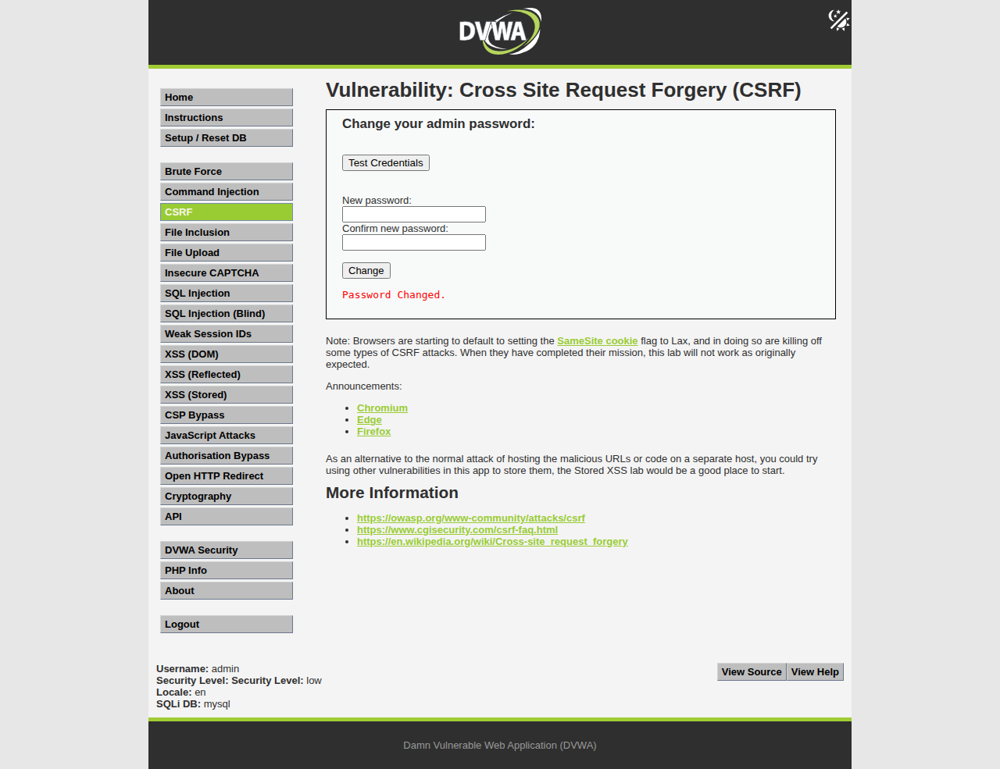 DVWA
Home
Instructions
Setup / Reset DB
Brute Force
Command Injection
CSRF
File Inclusion
File Upload
Insecure CAPTCHA
SQL Injection
SQL Injection (Blind)
Weak Session IDs
XSS (DOM)
XSS (Reflected)
XSS (Stored)
CSP Bypass
JavaScript Attacks
Authorisation Bypass
Open HTTP Redirect
Cryptography
API
DVWA Security
PHP Info
About
Logout
Vulnerability: Cross Site Request Forgery (CSRF)
Change your admin password:
Test Credentials
New password:
Confirm new password:
Change
Password Changed.
Note: Browsers are starting to default to setting the SameSite cookie flag to Lax, and in doing so are killing off
some types of CSRF attacks. When they have completed their mission, this lab will not work as originally
expected.
Announcements:
Chromium
Edge
Firefox
As an alternative to the normal attack of hosting the malicious URLs or code on a separate host, you could try
using other vulnerabilities in this app to store them, the Stored XSS lab would be a good place to start.
More Information
https://owasp.org/www-community/attacks/csrf
https://www.cgisecurity.com/csrf-faq.html
https://en.wikipedia.org/wiki/Cross-site_request_forgery
Username: admin
Security Level: Security Level: low
Locale: en
SQLi DB: mysql
View Source View Help
Damn Vulnerable Web Application (DVWA)